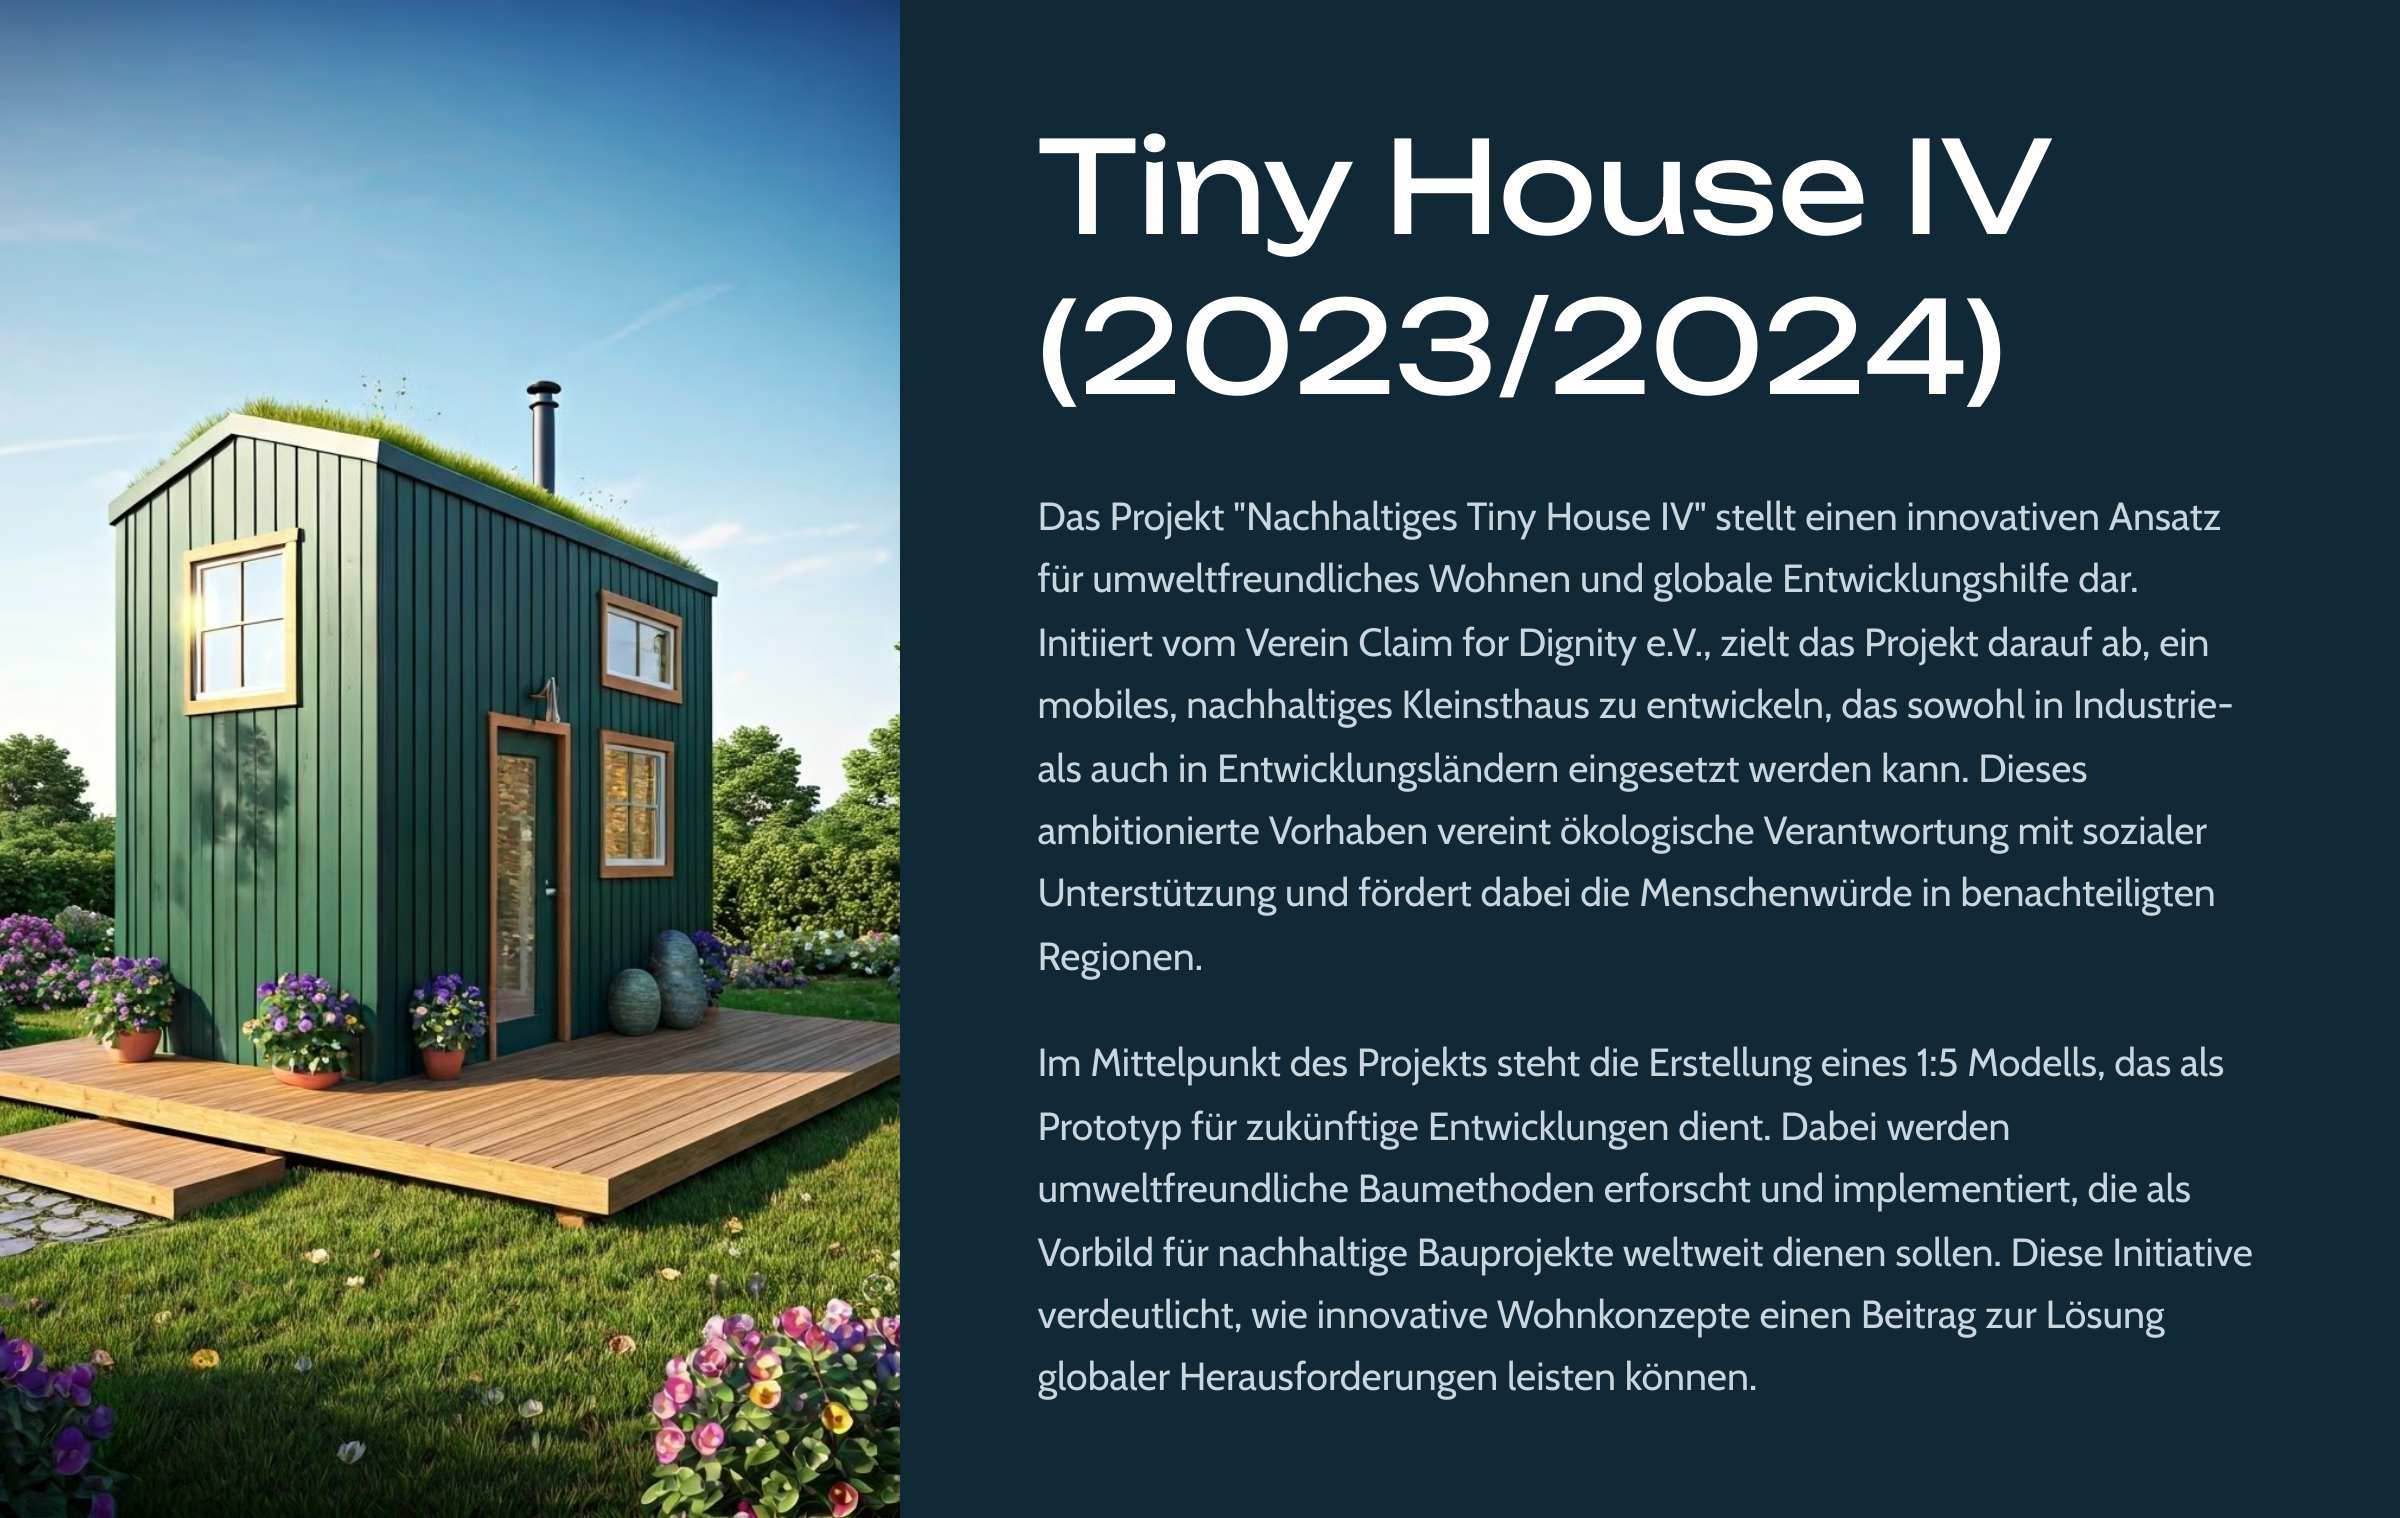 Tiny House IV
(2023/2024)
Das Projekt "Nachhaltiges Tiny House IV" stellt einen innovativen Ansatz
für umweltfreundliches Wohnen und globale Entwicklungshilfe dar.
Initiiert vom Verein Claim for Dignity e.V., zielt das Projekt darauf ab, ein
mobiles, nachhaltiges Kleinsthaus zu entwickeln, das sowohl in Industrie-
als auch in Entwicklungsländern eingesetzt werden kann. Dieses
ambitionierte Vorhaben vereint ökologische Verantwortung mit sozialer
Unterstützung und fördert dabei die Menschenwürde in benachteiligten
Regionen.
Im Mittelpunkt des Projekts steht die Erstellung eines 1:5 Modells, das als
Prototyp für zukünftige Entwicklungen dient. Dabei werden
umweltfreundliche Baumethoden erforscht und implementiert, die als
Vorbild für nachhaltige Bauprojekte weltweit dienen sollen. Diese Initiative
verdeutlicht, wie innovative Wohnkonzepte einen Beitrag zur Lösung
globaler Herausforderungen leisten können.